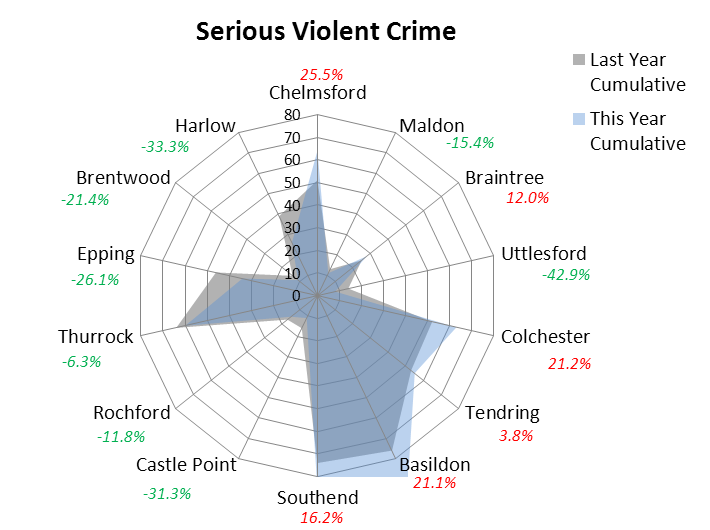 Serious Violent Crime
Last Year
Cumulative
This Year
Cumulative
25.5%
Chelmsford
Maldon
-15.4%
Braintree
12.0%
Uttlesford
-42.9%
Colchester
21.2%
Tendring
3.8%
Basildon
21.1%
Southend
16.2%
Castle Point
-31.3%
Rochford
-11.8%
Thurrock
-6.3%
Epping
-26.1%
Brentwood
-21.4%
Harlow
-33.3%
80
70
60
50
40
30
20
10
0